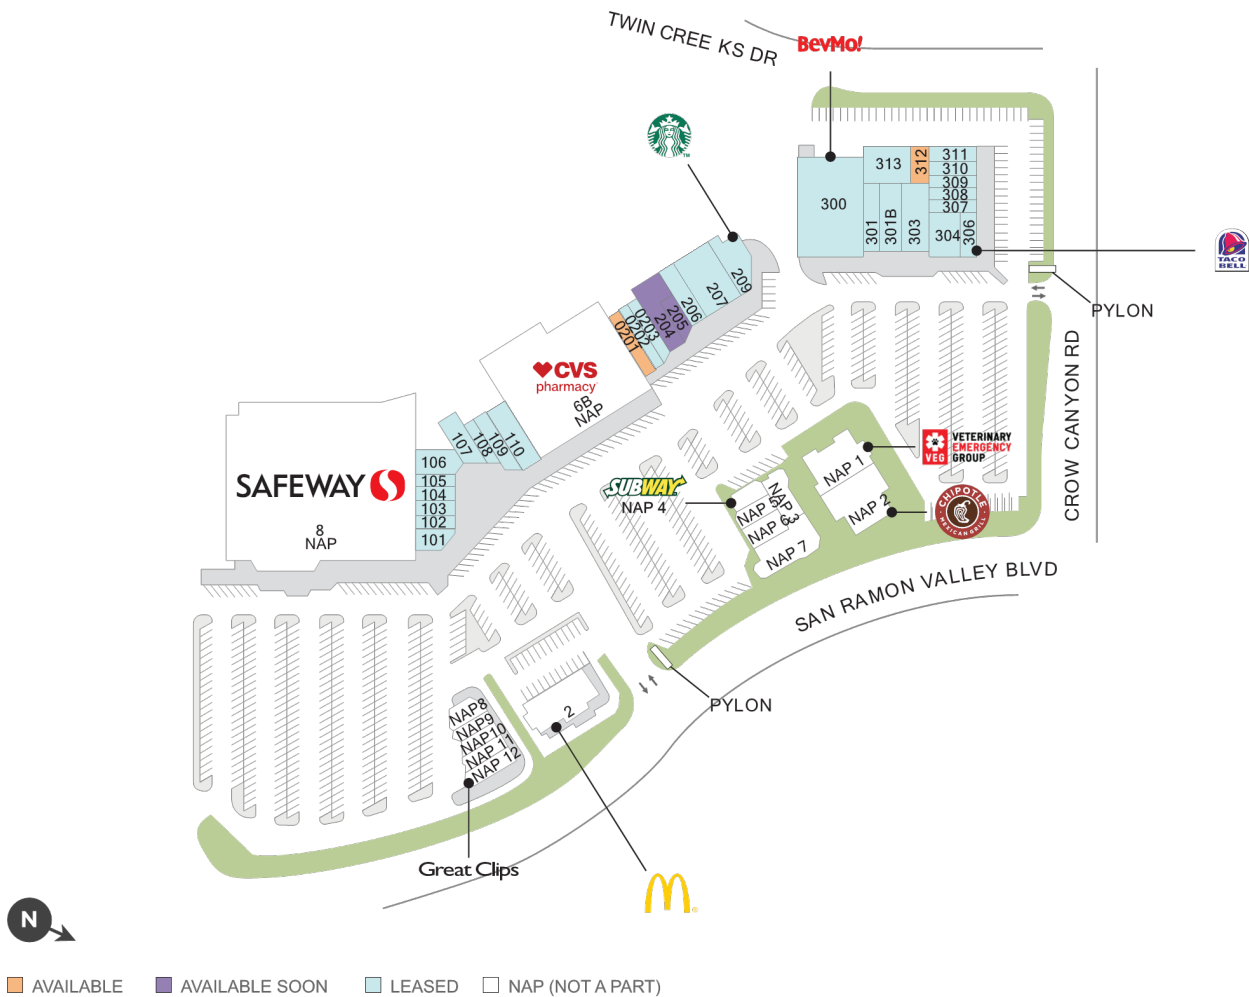 TWIN CREE KS DR
BevMo!
311
312
313
310
309
308
300
307
301
301B
303
304
306
TACO
BELL
PYLON
209
207
206
205
204
0203
0202
0201
CVS
pharmacy
6B
NAP
CROW CANYON RD
110
109
108
107
106
105
104
103
102
101
SAFEWAY
8
NAP
VEG
VETERINARY
EMERGENCY
GROUP
NAP 1
NAP 2
CHIPOTLE
MEXICAN GRILL
SUBWAY
NAP 4
NAP 3
NAP 5
NAP 6
NAP 7
SAN RAMON VALLEY BLVD
PYLON
NAP8
NAP9
NAP10
NAP 11
NAP 12
2
Great Clips
N
AVAILABLE
AVAILABLE SOON
LEASED
NAP (NOT A PART)